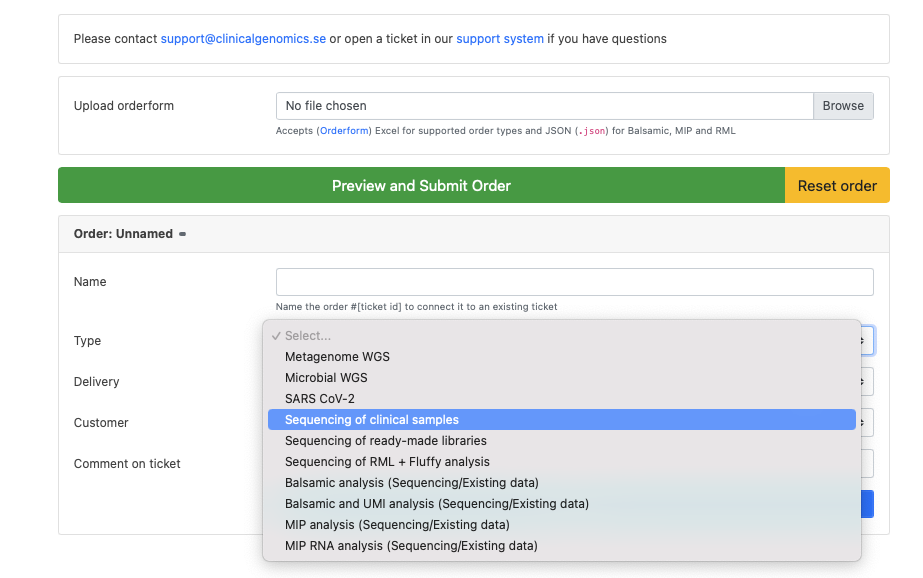 Please contact support@clinicalgenomics.se or open a ticket in our support system if you have questions
Upload orderform
No file chosen
Browse
Accepts (Orderform) Excel for supported order types and JSON (.json) for Balsamic, MIP and RML
Preview and Submit Order
Reset order
Order: Unnamed
Name
Name the order #[ticket id] to connect it to an existing ticket
Type
Delivery
Customer
Comment on ticket
✓ Select...
Metagenome WGS
Microbial WGS
SARS CoV-2
Sequencing of clinical samples
Sequencing of ready-made libraries
Sequencing of RML + Fluffy analysis
Balsamic analysis (Sequencing/Existing data)
Balsamic and UMI analysis (Sequencing/Existing data)
MIP analysis (Sequencing/Existing data)
MIP RNA analysis (Sequencing/Existing data)